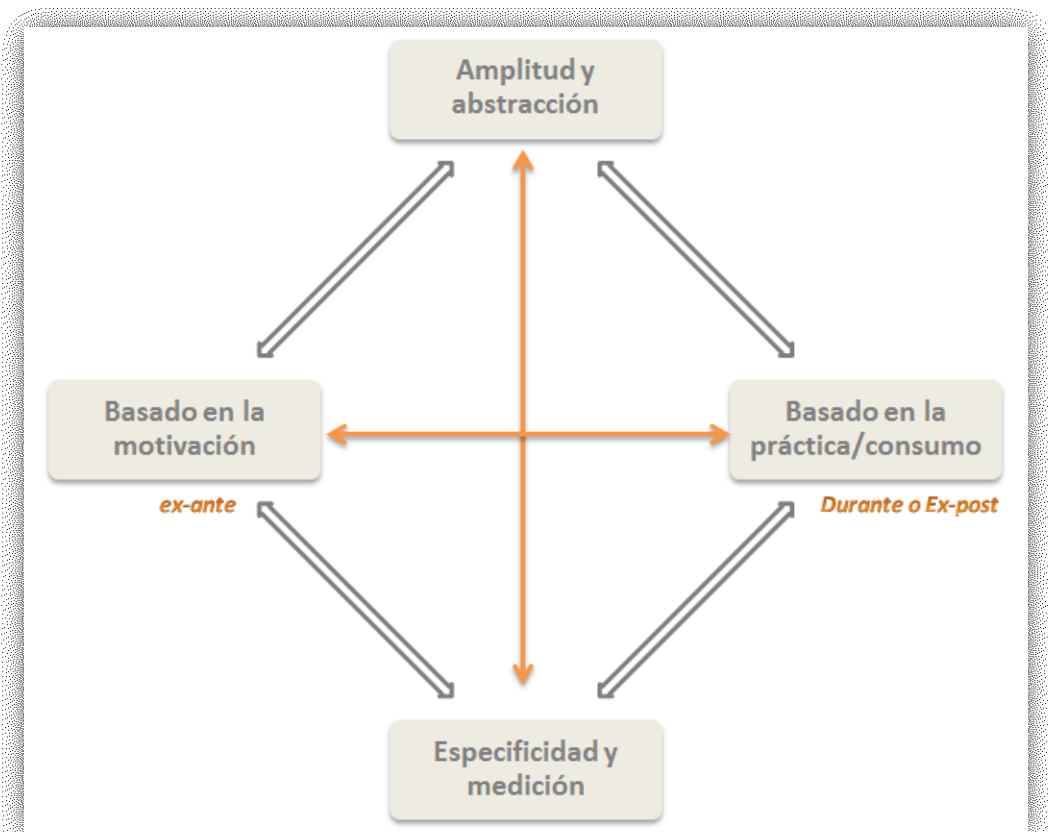 Amplitud y
abstracción
Basado en la
motivación
Basado en la
práctica/consumo
ex-ante
Durante o Ex-post
Especificidad y
medición